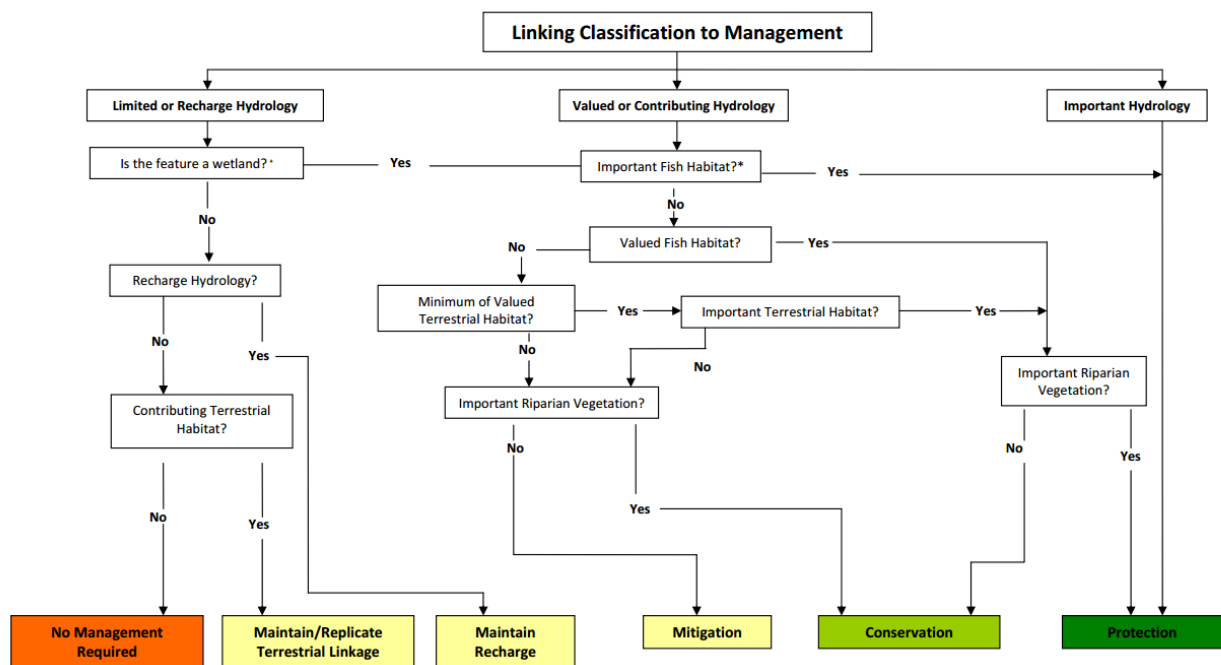 Linking Classification to Management
Limited or Recharge Hydrology
Valued or Contributing Hydrology
Important Hydrology
Is the feature a wetland?⁺
Yes
Important Fish Habitat?*
Yes
No
No
Valued Fish Habitat?
Yes
No
Recharge Hydrology?
Minimum of Valued
Terrestrial Habitat?
Yes
Important Terrestrial Habitat?
Yes
No
Yes
No
No
Important Riparian
Vegetation?
Contributing Terrestrial
Habitat?
Important Riparian Vegetation?
No
No
Yes
No
Yes
Yes
No
Management
Required
Maintain/Replicate
Terrestrial Linkage
Maintain
Recharge
Mitigation
Conservation
Protection